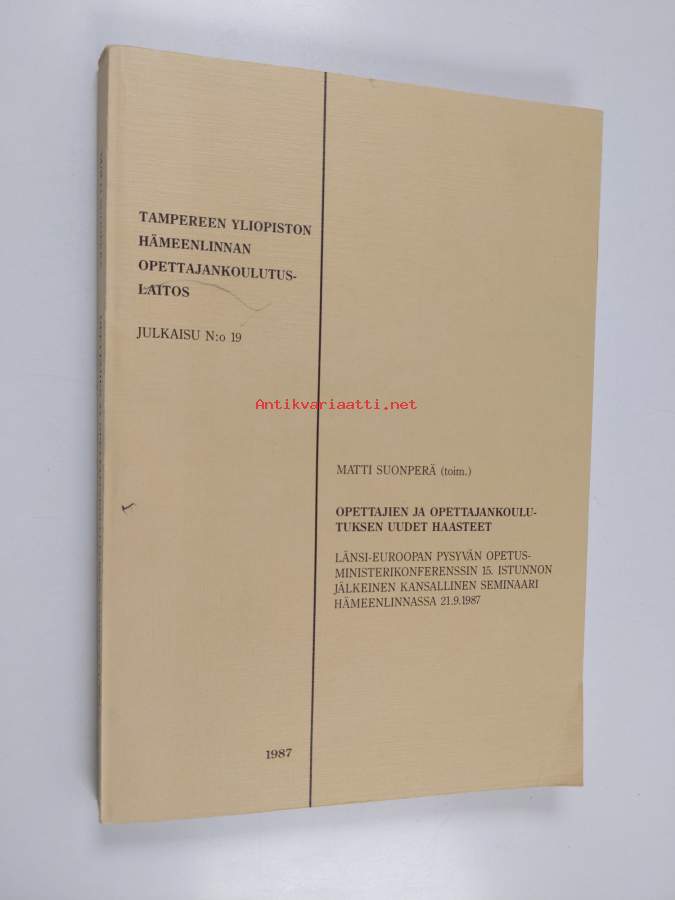 TAMPEREEN YLIOPISTON
HÄMEENLINNAN
OPETTAJANKOULUTUS-
LAITOS
JULKAISU N:o 19
Antikvariaatti.net
MATTI SUONPERÄ (toim.)
OPETTAJIEN JA OPETTAJANKOULU-
TUKSEN UUDET HAASTEET
LÄNSI-EUROOPAN PYSYVÄN OPETUS-
MINISTERIKONFERENSSIN 15. ISTUNNON
JÄLKEINEN KANSALLINEN SEMINAARI
HÄMEENLINNASSA 21.9.1987
1987